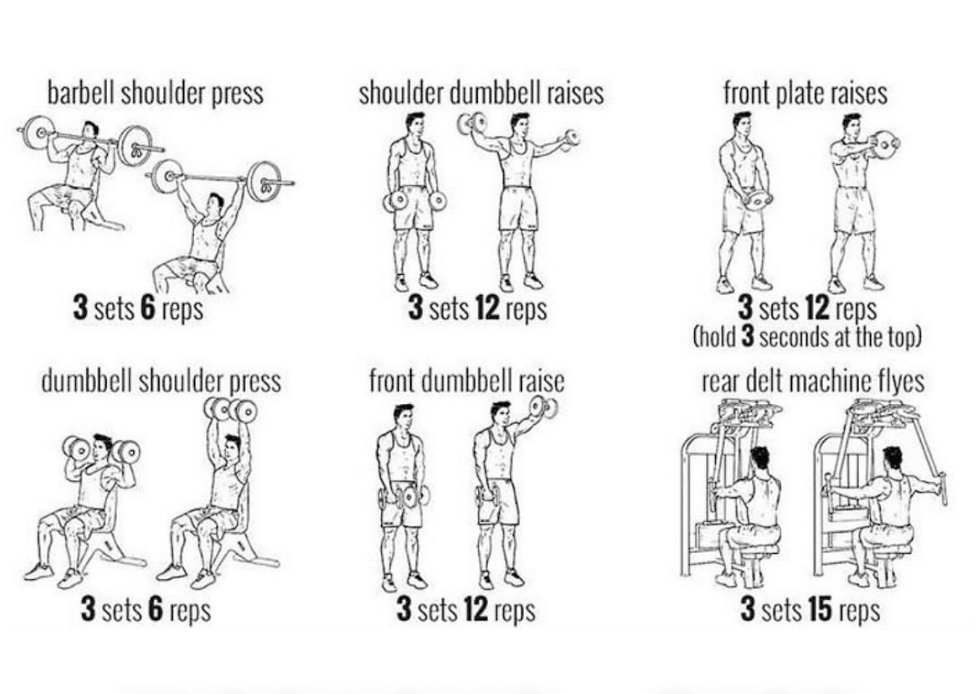 barbell shoulder press
3 sets 6 reps
shoulder dumbbell raises
3 sets 12 reps
front plate raises
3 sets 12 reps
(hold 3 seconds at the top)
dumbbell shoulder press
3 sets 6 reps
front dumbbell raise
3 sets 12 reps
rear delt machine flyes
3 sets 15 reps